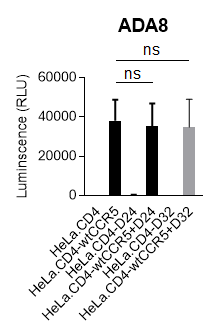 ADA8
ns
ns
Luminscence (RLU)
60000
40000
20000
0
HeLa.CD4
HeLa.CD4-wtCCR5
HeLa.CD4-D24
HeLa.CD4-wtCCR5+D24
HeLa.CD4-D32
HeLa.CD4-wtCCR5+D32